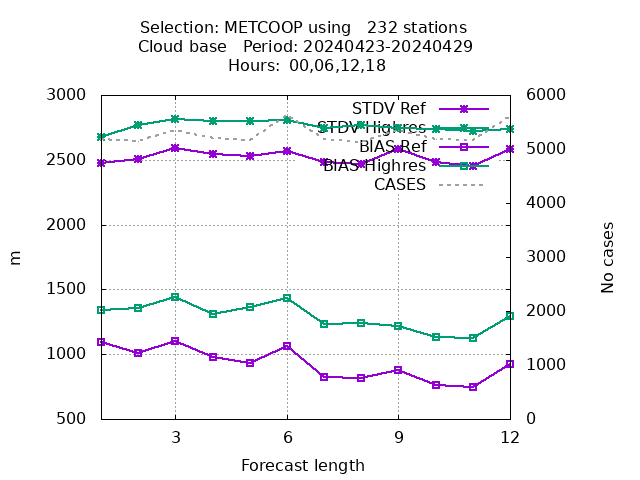 Selection: METCOOP using   232 stations
Cloud base   Period: 20240423-20240429
Hours:  00,06,12,18
STDV Ref
STDV Highres
BIAS Ref
BIAS Highres
CASES
3000
2500
2000
1500
1000
500
6000
5000
4000
3000
2000
1000
0
m
No cases
3
6
9
12
Forecast length